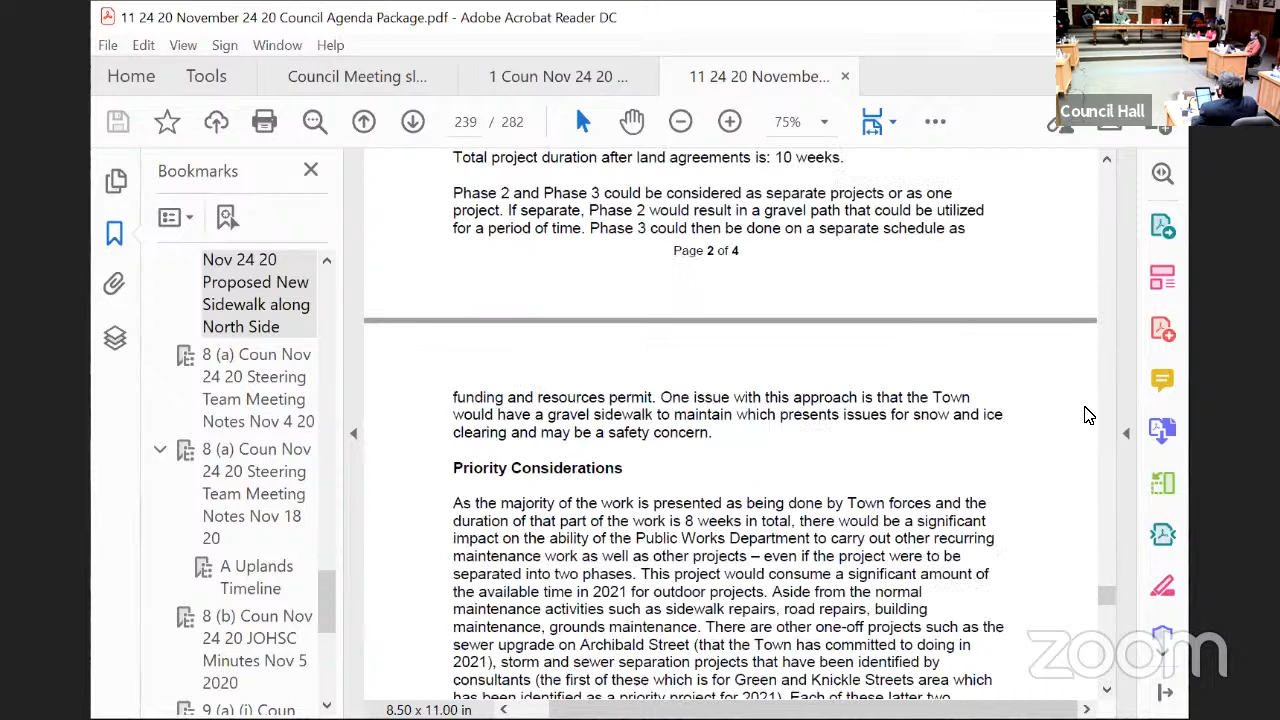 11 24 20 November 24 20 Council Agenda Package.pdf - Adobe Acrobat Reader DC
File Edit View Sign Window Help
Home Tools Council Meeting sl... 1 Coun Nov 24 20 ... 11 24 20 Novembe...
239 / 282 75%
Council Hall
Bookmarks
Nov 24 20
Proposed New
Sidewalk along
North Side
8 (a) Coun Nov
24 20 Steering
Team Meeting
Notes Nov 4 20
8 (a) Coun Nov
24 20 Steering
Team Meeting
Notes Nov 18
20
A Uplands
Timeline
8 (b) Coun Nov
24 20 JOHSC
Minutes Nov 5
2020
9 (a) (i) Coun
Total project duration after land agreements is: 10 weeks.
Phase 2 and Phase 3 could be considered as separate projects or as one
project. If separate, Phase 2 would result in a gravel path that could be utilized
for a period of time. Phase 3 could then be done on a separate schedule as
Page 2 of 4
funding and resources permit. One issue with this approach is that the Town
would have a gravel sidewalk to maintain which presents issues for snow and ice
clearing and may be a safety concern.
Priority Considerations
As the majority of the work is presented as being done by Town forces and the
duration of that part of the work is 8 weeks in total, there would be a significant
impact on the ability of the Public Works Department to carry out other recurring
maintenance work as well as other projects – even if the project were to be
separated into two phases. This project would consume a significant amount of
the available time in 2021 for outdoor projects. Aside from the normal
maintenance activities such as sidewalk repairs, road repairs, building
maintenance, grounds maintenance. There are other one-off projects such as the
sewer upgrade on Archibald Street (that the Town has committed to doing in
2021), storm and sewer separation projects that have been identified by
consultants (the first of these which is for Green and Knickle Streets area which
has been identified as a priority project for 2021). Each of these latter two
8.50 x 11.00 in
zoom